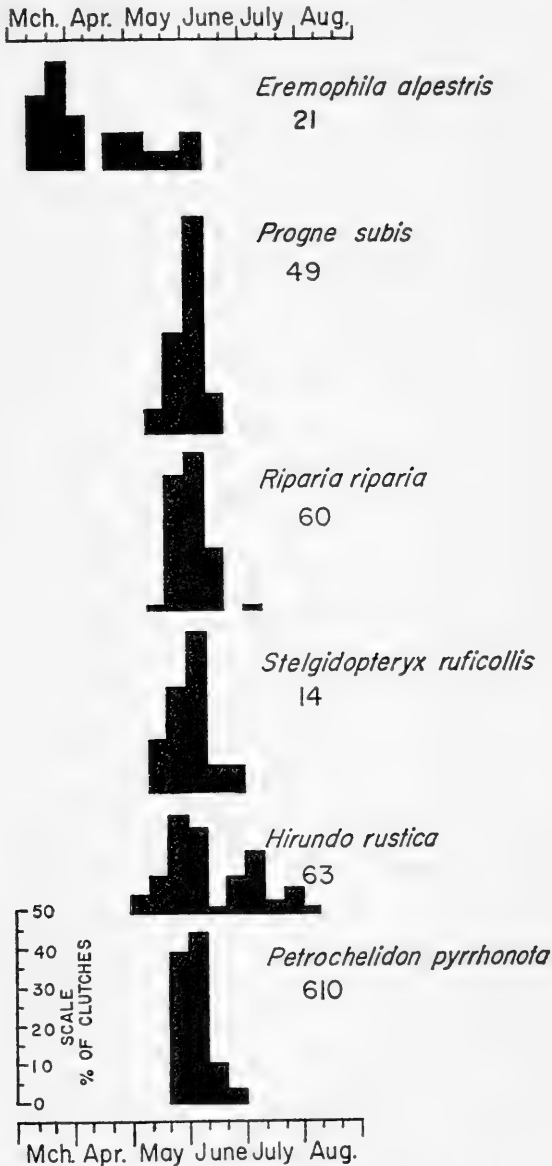 Mch. Apr. May June July Aug.
Eremophila alpestris
21
Progne subis
49
Riparia riparia
60
Stelgidopteryx ruficollis
14
Hirundo rustica
63
Petrochelidon pyrrhonota
610
50
40
30
20
10
0
SCALE
% OF CLUTCHES
Mch. Apr. May June July Aug.